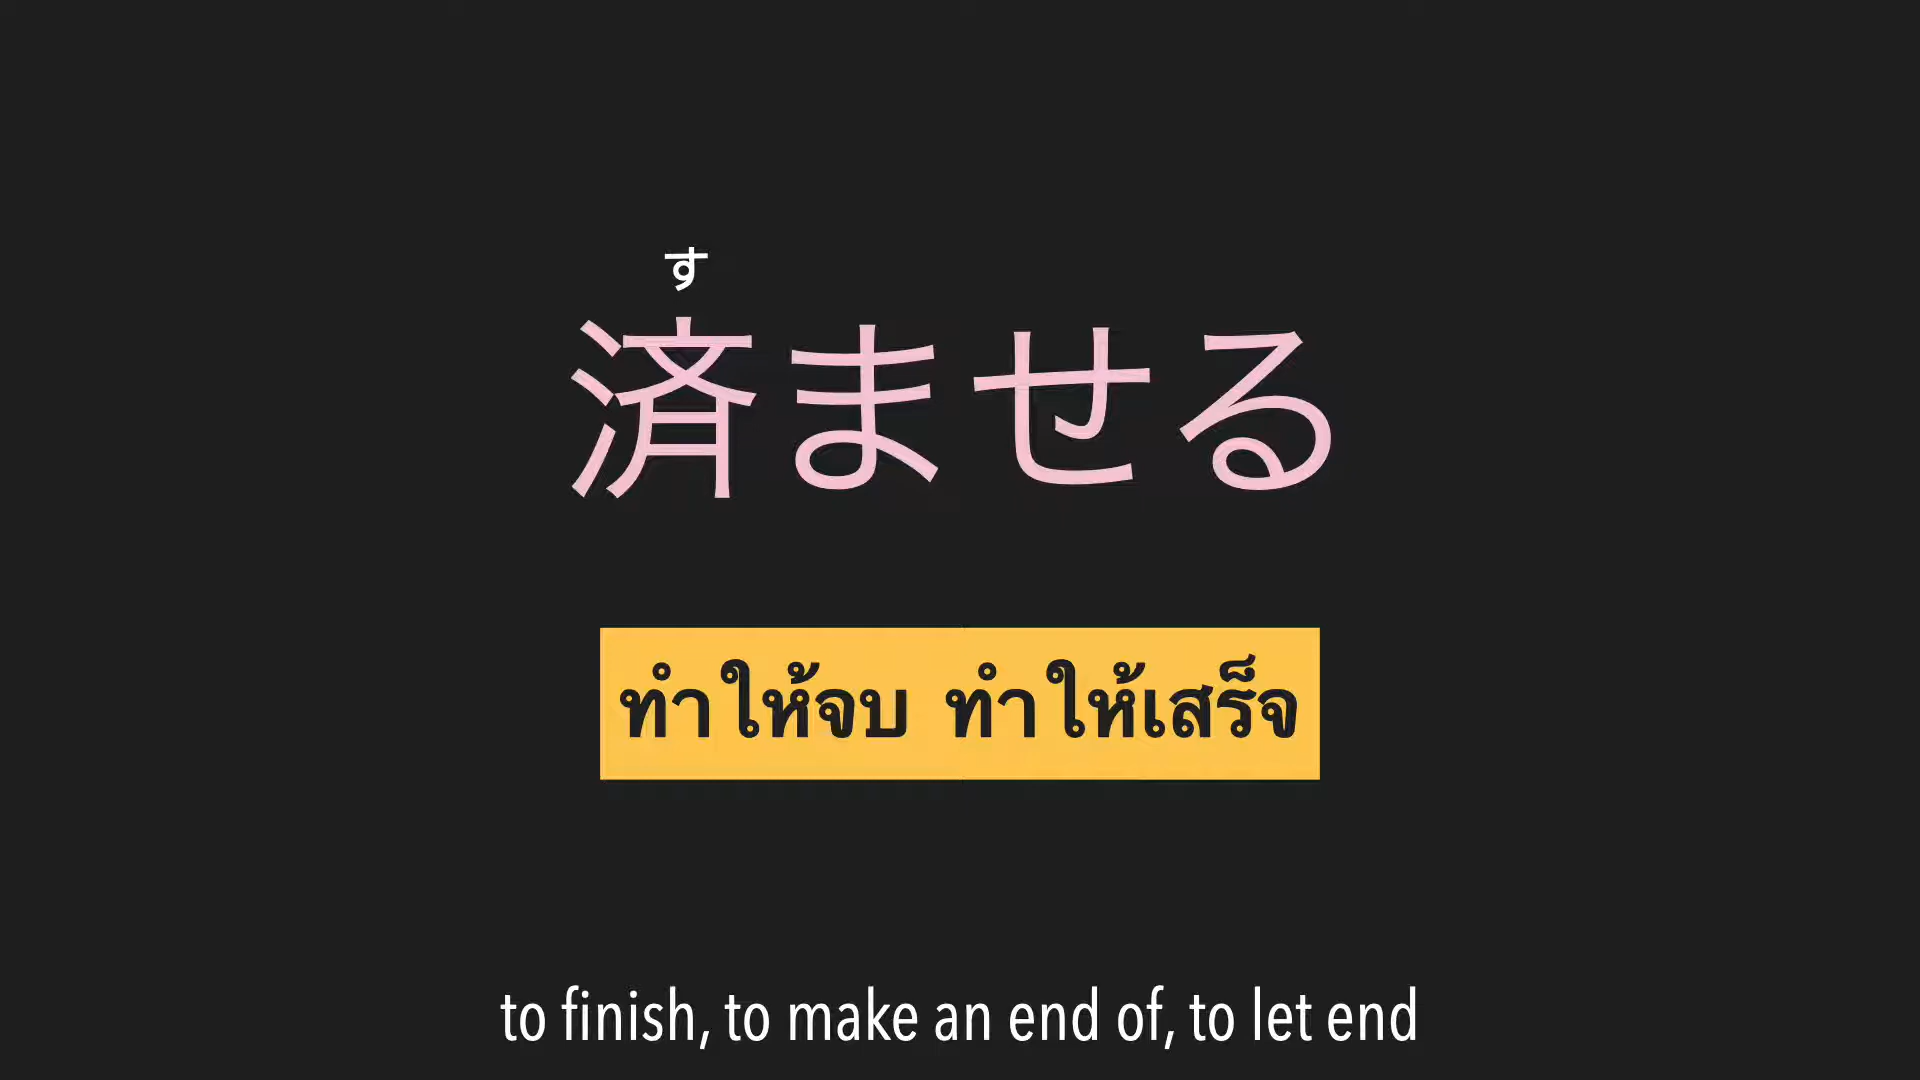 す
済ませる
ทำให้จบ ทำให้เสร็จ
to finish, to make an end of, to let end